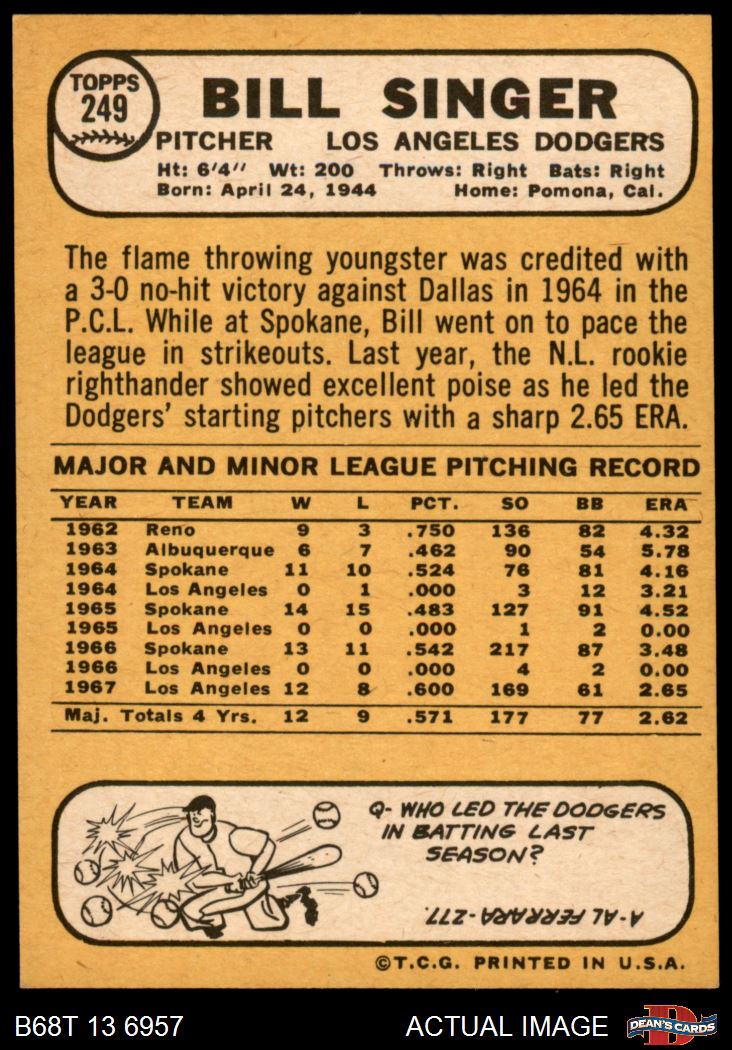 TOPPS
249
BILL SINGER
PITCHER LOS ANGELES DODGERS
Ht: 6'4" Wt: 200 Throws: Right Bats: Right
Born: April 24, 1944 Home: Pomona, Cal.
The flame throwing youngster was credited with
a 3-0 no-hit victory against Dallas in 1964 in the
P.C.L. While at Spokane, Bill went on to pace the
league in strikeouts. Last year, the N.L. rookie
righthander showed excellent poise as he led the
Dodgers' starting pitchers with a sharp 2.65 ERA.
MAJOR AND MINOR LEAGUE PITCHING RECORD
YEAR TEAM W L PCT. SO BB ERA
1962 Reno 9 3 .750 136 82 4.32
1963 Albuquerque 6 7 .462 90 54 5.78
1964 Spokane 11 10 .524 76 81 4.16
1964 Los Angeles 0 1 .000 3 12 3.21
1965 Spokane 14 15 .483 127 91 4.52
1965 Los Angeles 0 0 .000 1 2 0.00
1966 Spokane 13 11 .542 217 87 3.48
1966 Los Angeles 0 0 .000 4 2 0.00
1967 Los Angeles 12 8 .600 169 61 2.65
Maj. Totals 4 Yrs. 12 9 .571 177 77 2.62
Q- WHO LED THE DODGERS
IN BATTING LAST
SEASON?
A-AL FERRARA-277.
©T.C.G. PRINTED IN U.S.A.
B68T 13 6957 ACTUAL IMAGE DEAN'S CARDS